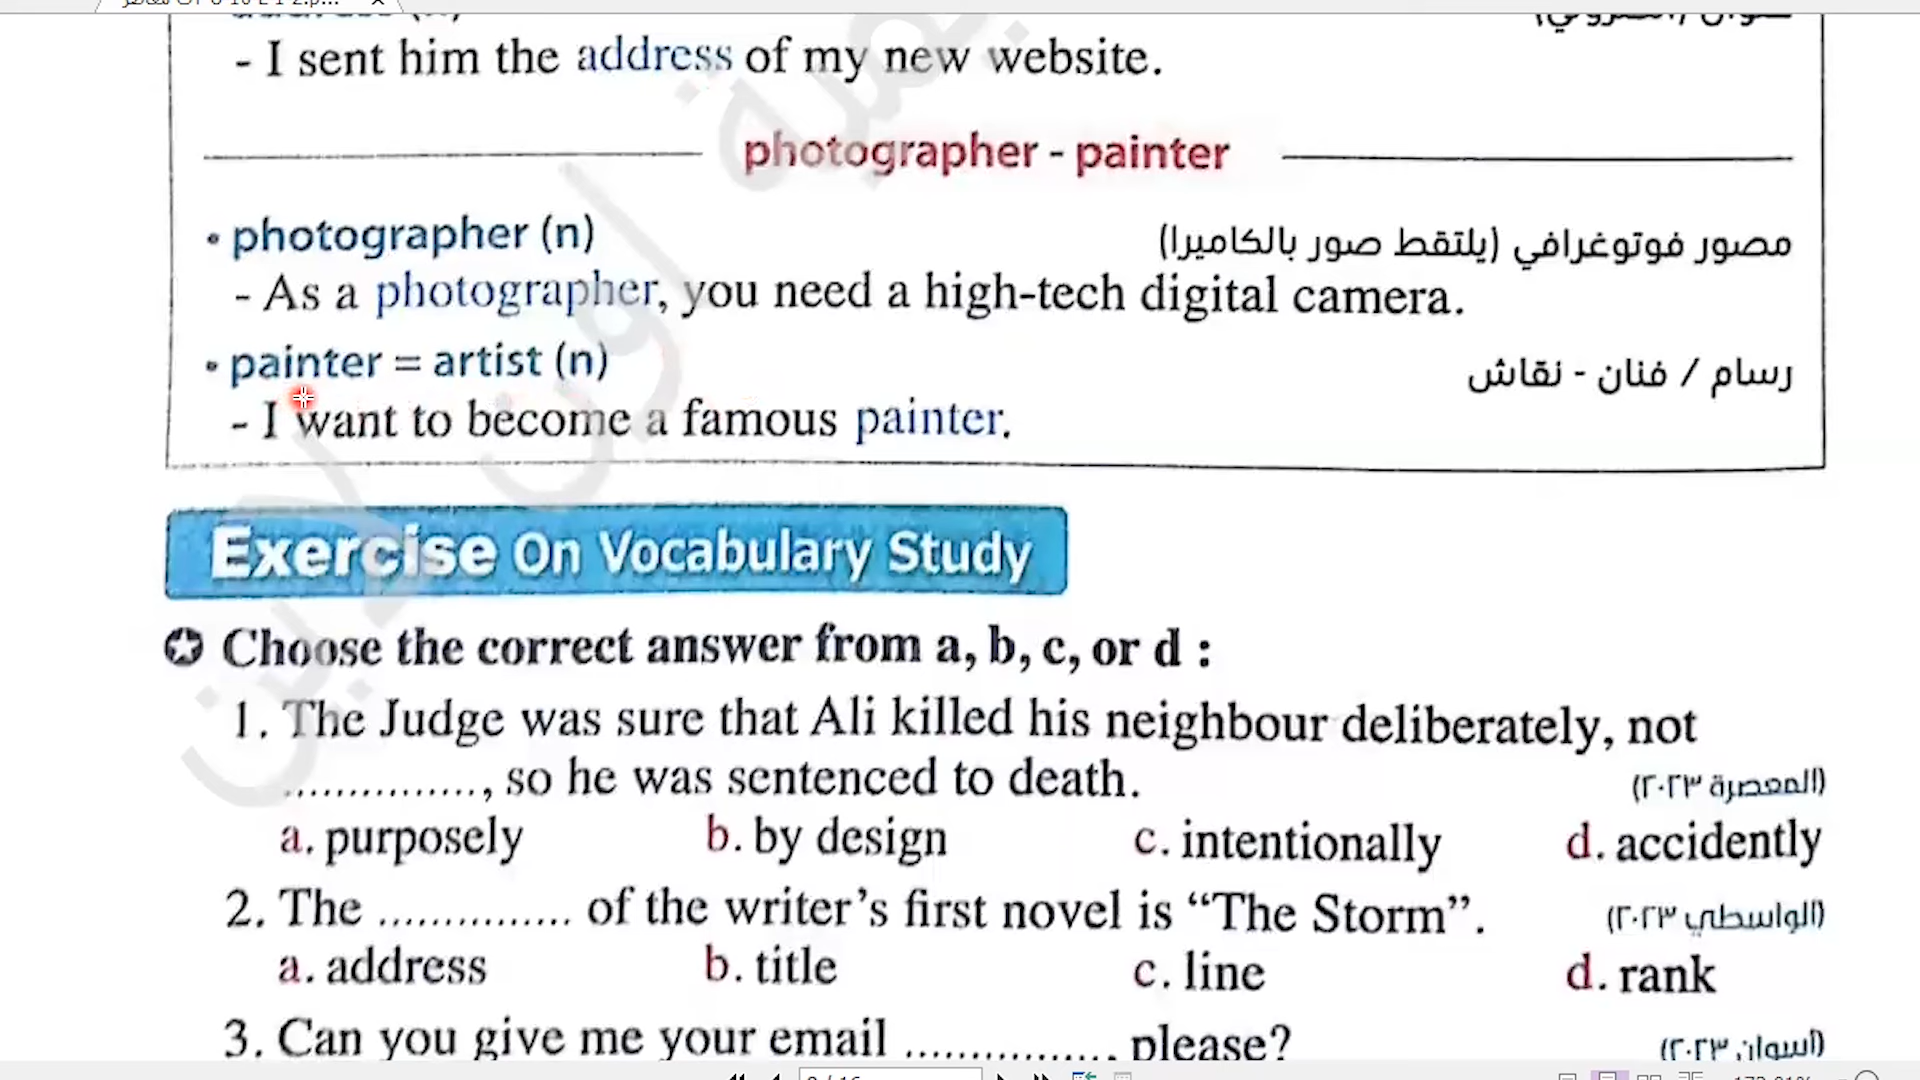 - I sent him the address of my new website.
photographer - painter
• photographer (n) مصور فوتوغرافي (يلتقط صور بالكاميرا)
- As a photographer, you need a high-tech digital camera.
• painter = artist (n) رسام / فنان - نقاش
- I want to become a famous painter.
Exercise On Vocabulary Study
Choose the correct answer from a, b, c, or d :
1. The Judge was sure that Ali killed his neighbour deliberately, not
..............., so he was sentenced to death. (المعصرة ٢٠٢٣)
a. purposely b. by design c. intentionally d. accidently
2. The ............... of the writer's first novel is “The Storm”. (الواسطي ٢٠٢٣)
a. address b. title c. line d. rank
3. Can you give me your email ................, please? (اسوان ٢٠٢٣)